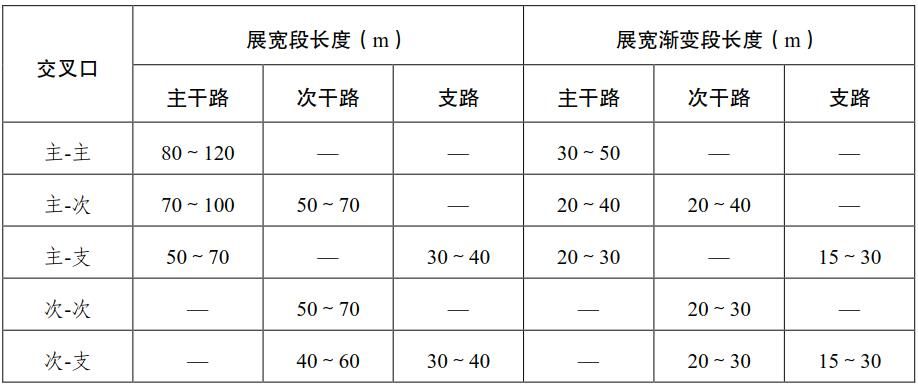 交叉口 展宽段长度（m） 展宽渐变段长度（m）
主干路 次干路 支路 主干路 次干路 支路
主-主 80～120 — — 30～50 — —
主-次 70～100 50～70 — 20～40 20～40 —
主-支 50～70 — 30～40 20～30 — 15～30
次-次 — 50～70 — — 20～30 —
次-支 — 40～60 30～40 — 20～30 15～30